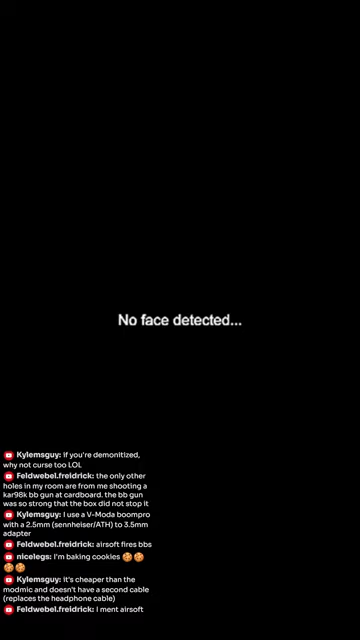 No face detected...
Kylemsguy: if you're demonitized,
why not curse too LOL
Feldwebel.freidrick: the only other
holes in my room are from me shooting a
kar98k bb gun at cardboard. the bb gun
was so strong that the box did not stop it
Kylemsguy: I use a V-Moda boompro
with a 2.5mm (sennheiser/ATH) to 3.5mm
adapter
Feldwebel.freidrick: airsoft fires bbs
nicelegs: I'm baking cookies 🍪🍪
🍪🍪
Kylemsguy: it's cheaper than the
modmic and doesn't have a second cable
(replaces the headphone cable)
Feldwebel.freidrick: I ment airsoft